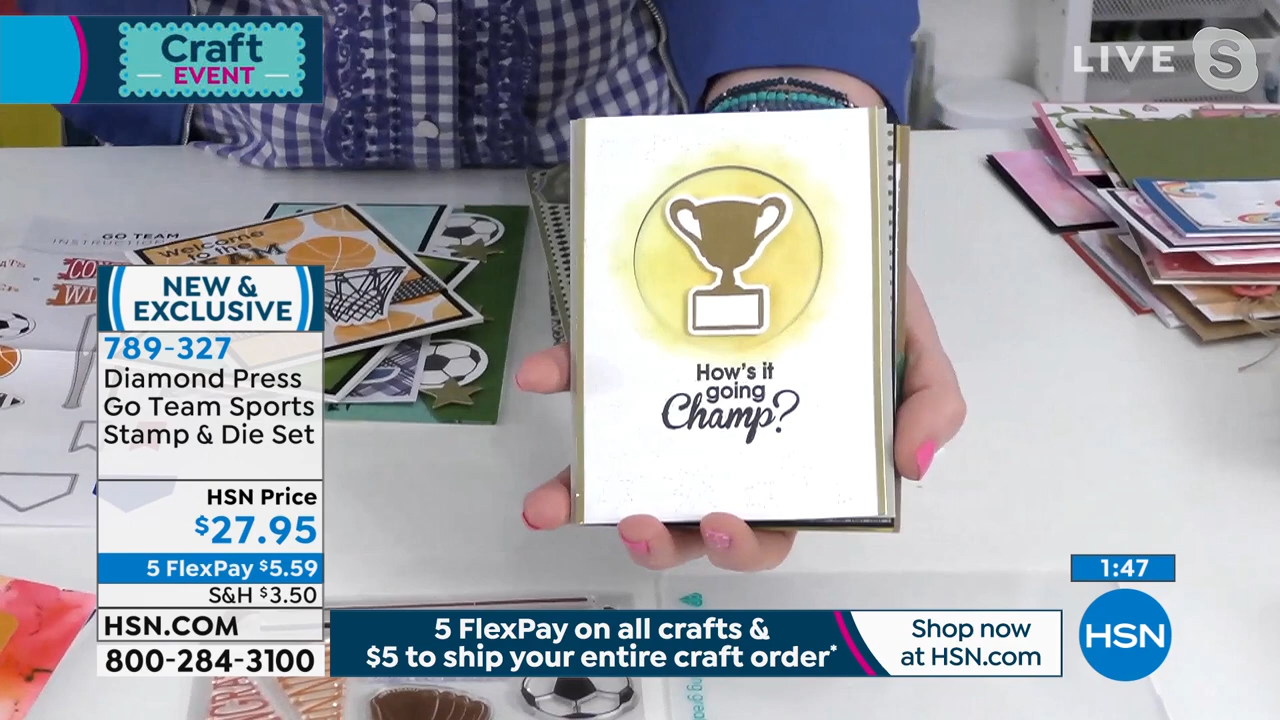 Craft
EVENT
LIVE S
GO TEAM
INSTRUCTION
welcome
to the
TEAM
NEW &
EXCLUSIVE
789-327
Diamond Press
Go Team Sports
Stamp & Die Set
HSN Price
$27.95
5 FlexPay $5.59
S&H $3.50
HSN.COM
800-284-3100
How's it
going
Champ?
1:47
HSN
5 FlexPay on all crafts &
$5 to ship your entire craft order*
Shop now
at HSN.com